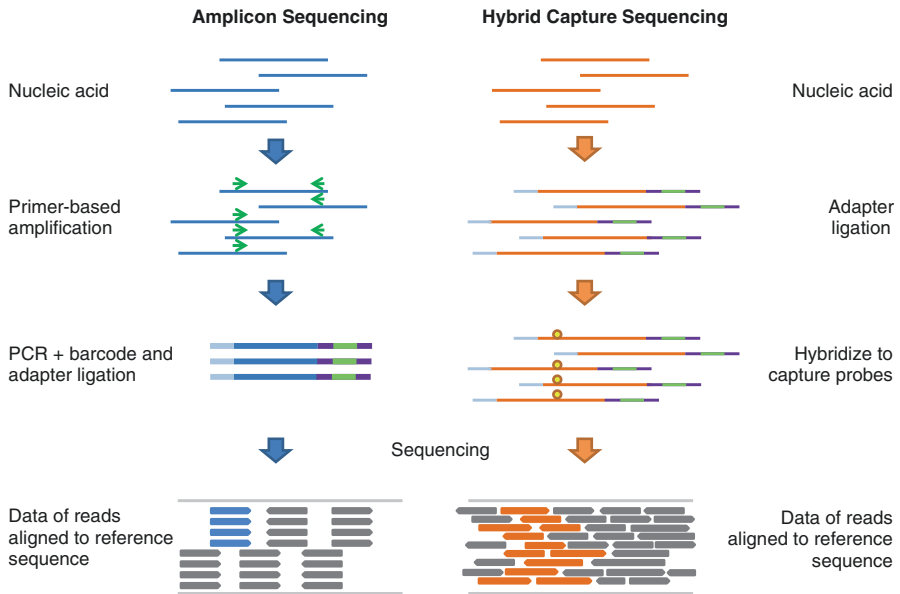 Amplicon Sequencing
Hybrid Capture Sequencing
Nucleic acid
Nucleic acid
Primer-based
amplification
Adapter
ligation
PCR + barcode and
adapter ligation
Hybridize to
capture probes
Sequencing
Data of reads
aligned to reference
sequence
Data of reads
aligned to reference
sequence